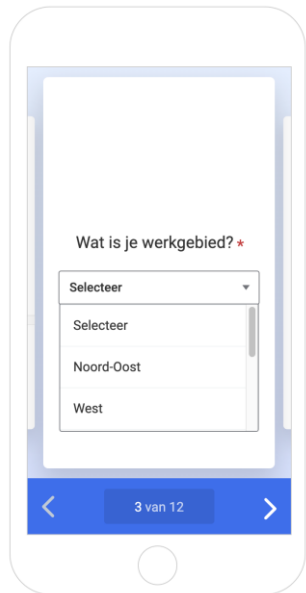 Wat is je werkgebied? *
Selecteer
Selecteer
Noord-Oost
West
3 van 12